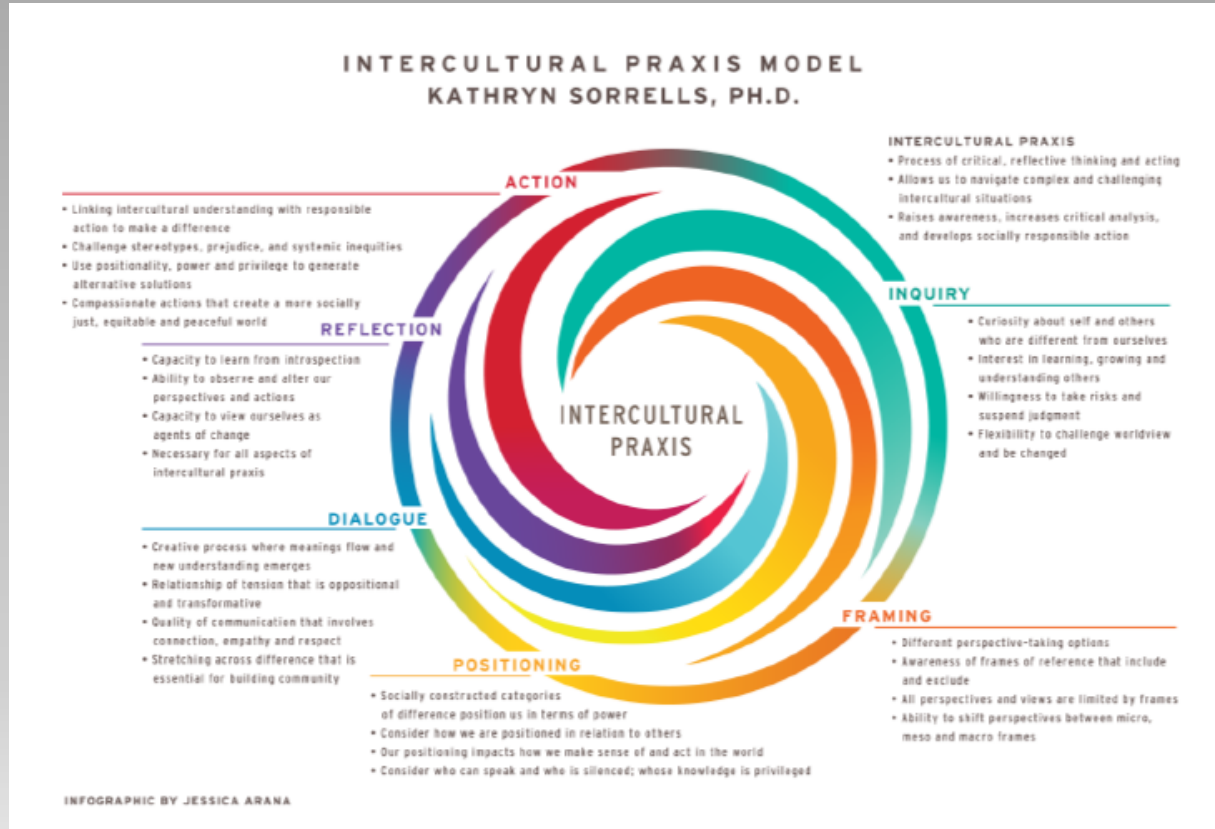 INTERCULTURAL PRAXIS MODEL
KATHRYN SORRELLS, PH.D.
INTERCULTURAL PRAXIS
• Process of critical, reflective thinking and acting
• Allows us to navigate complex and challenging
intercultural situations
• Raises awareness, increases critical analysis,
and develops socially responsible action
ACTION
• Linking intercultural understanding with responsible
action to make a difference
• Challenge stereotypes, prejudice, and systemic inequities
• Use positionality, power and privilege to generate
alternative solutions
• Compassionate actions that create a more socially
just, equitable and peaceful world
INQUIRY
• Curiosity about self and others
who are different from ourselves
• Interest in learning, growing and
understanding others
• Willingness to take risks and
suspend judgment
• Flexibility to challenge worldview
and be changed
REFLECTION
• Capacity to learn from introspection
• Ability to observe and alter our
perspectives and actions
• Capacity to view ourselves as
agents of change
• Necessary for all aspects of
intercultural praxis
INTERCULTURAL
PRAXIS
DIALOGUE
• Creative process where meanings flow and
new understanding emerges
• Relationship of tension that is oppositional
and transformative
• Quality of communication that involves
connection, empathy and respect
• Stretching across difference that is
essential for building community
FRAMING
• Different perspective-taking options
• Awareness of frames of reference that include
and exclude
• All perspectives and views are limited by frames
• Ability to shift perspectives between micro,
meso and macro frames
POSITIONING
• Socially constructed categories
of difference position us in terms of power
• Consider how we are positioned in relation to others
• Our positioning impacts how we make sense of and act in the world
• Consider who can speak and who is silenced; whose knowledge is privileged
INFOGRAPHIC BY JESSICA ARANA